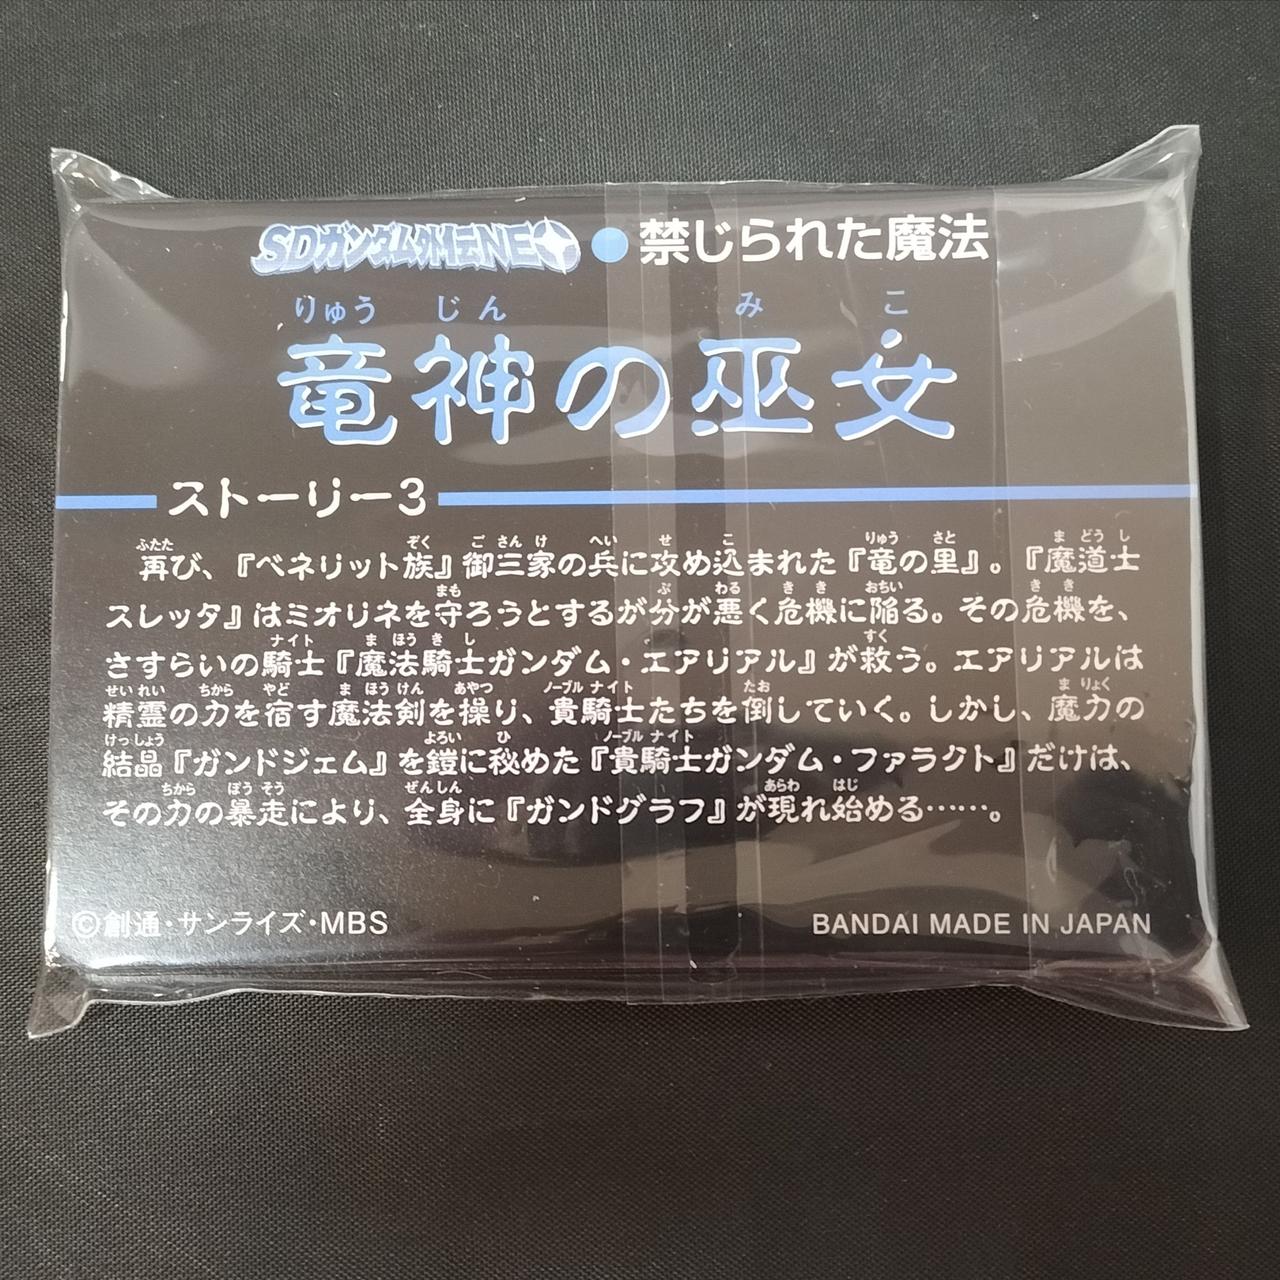 SDガンダム外伝NEO ●禁じられた魔法
りゅう じん み こ
竜神の巫女
ストーリー3
ふたた ぞく ご さん け へい せ こ りゅう さと ま どう し
再び、『ベネリット族』御三家の兵に攻め込まれた『竜の里』。『魔道士
まも ぶ わる き き おちい き き
スレッタ』はミオリネを守ろうとするが分が悪く危機に陥る。その危機を、
ナイト ま ほう き し すく
さすらいの騎士『魔法騎士ガンダム・エアリアル』が救う。エアリアルは
せいれい ちから やど ま ほう けん あやつ ノーブル ナイト たお ま りょく
精霊の力を宿す魔法剣を操り、貴騎士たちを倒していく。しかし、魔力の
けっしょう よろい ひ ノーブル ナイト
結晶『ガンドジェム』を鎧に秘めた『貴騎士ガンダム・ファラクト』だけは、
ちから ぼう そう ぜんしん あらわ はじ
その力の暴走により、全身に『ガンドグラフ』が現れ始める……。
©創通・サンライズ・MBS
BANDAI MADE IN JAPAN